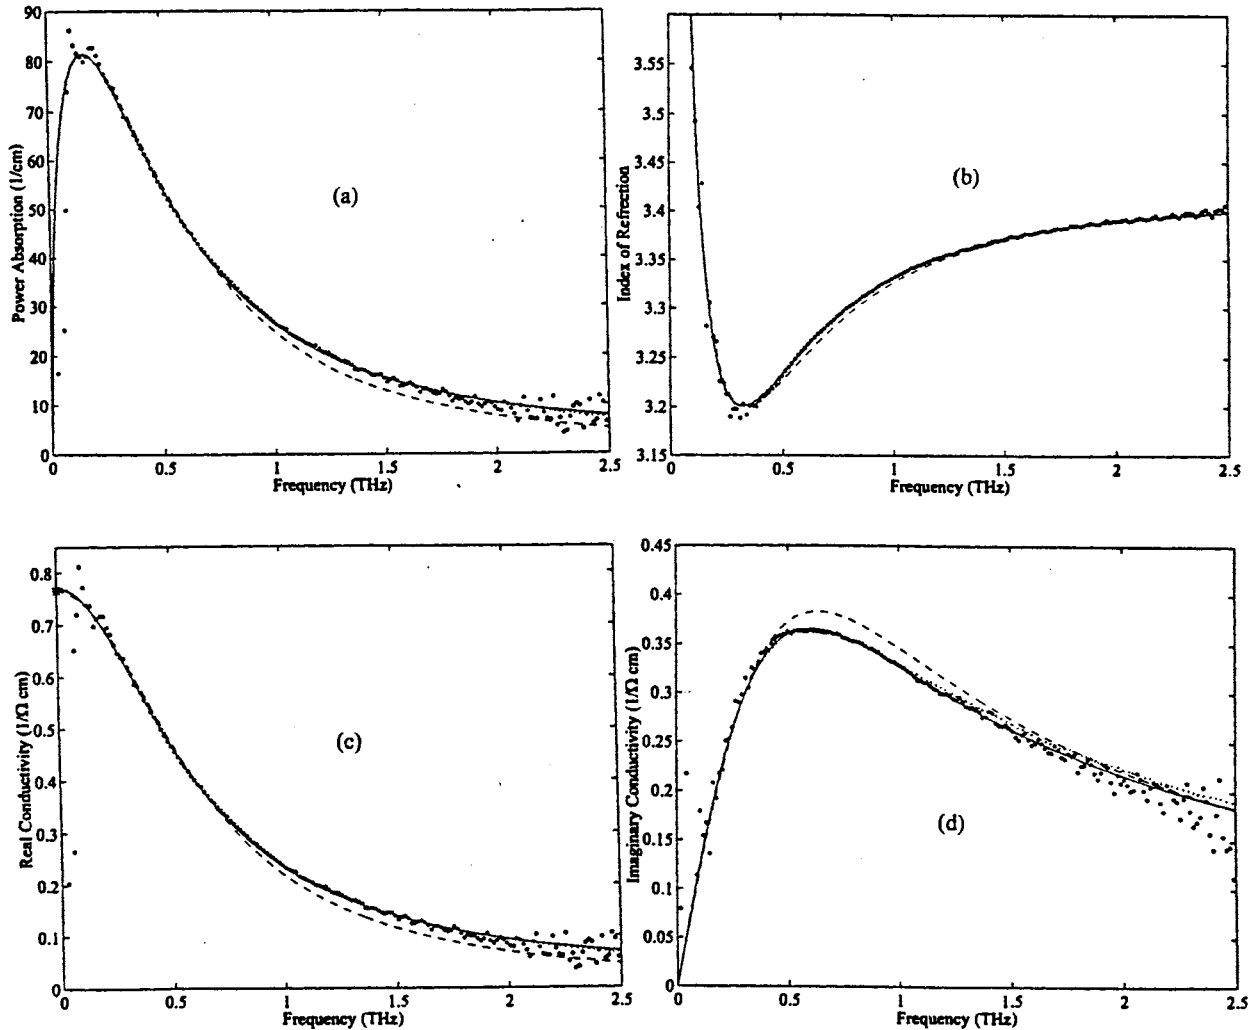 90
80
70
60
50
40
30
20
10
0
Power Absorption (1/cm)
(a)
0 0.5 1 1.5 2 2.5
Frequency (THz)
3.55
3.5
3.45
3.4
3.35
3.3
3.25
3.2
3.15
Index of Refrection
(b)
0 0.5 1 1.5 2 2.5
Frequency (THz)
0.8
0.7
0.6
0.5
0.4
0.3
0.2
0.1
0
Real Conductivity (1/Ω cm)
(c)
0 0.5 1 1.5 2 2.5
Frequency (THz)
0.45
0.4
0.35
0.3
0.25
0.2
0.15
0.1
0.05
0
Imaginary Conductivity (1/Ω cm)
(d)
0 0.5 1 1.5 2 2.5
Frequency (THz)